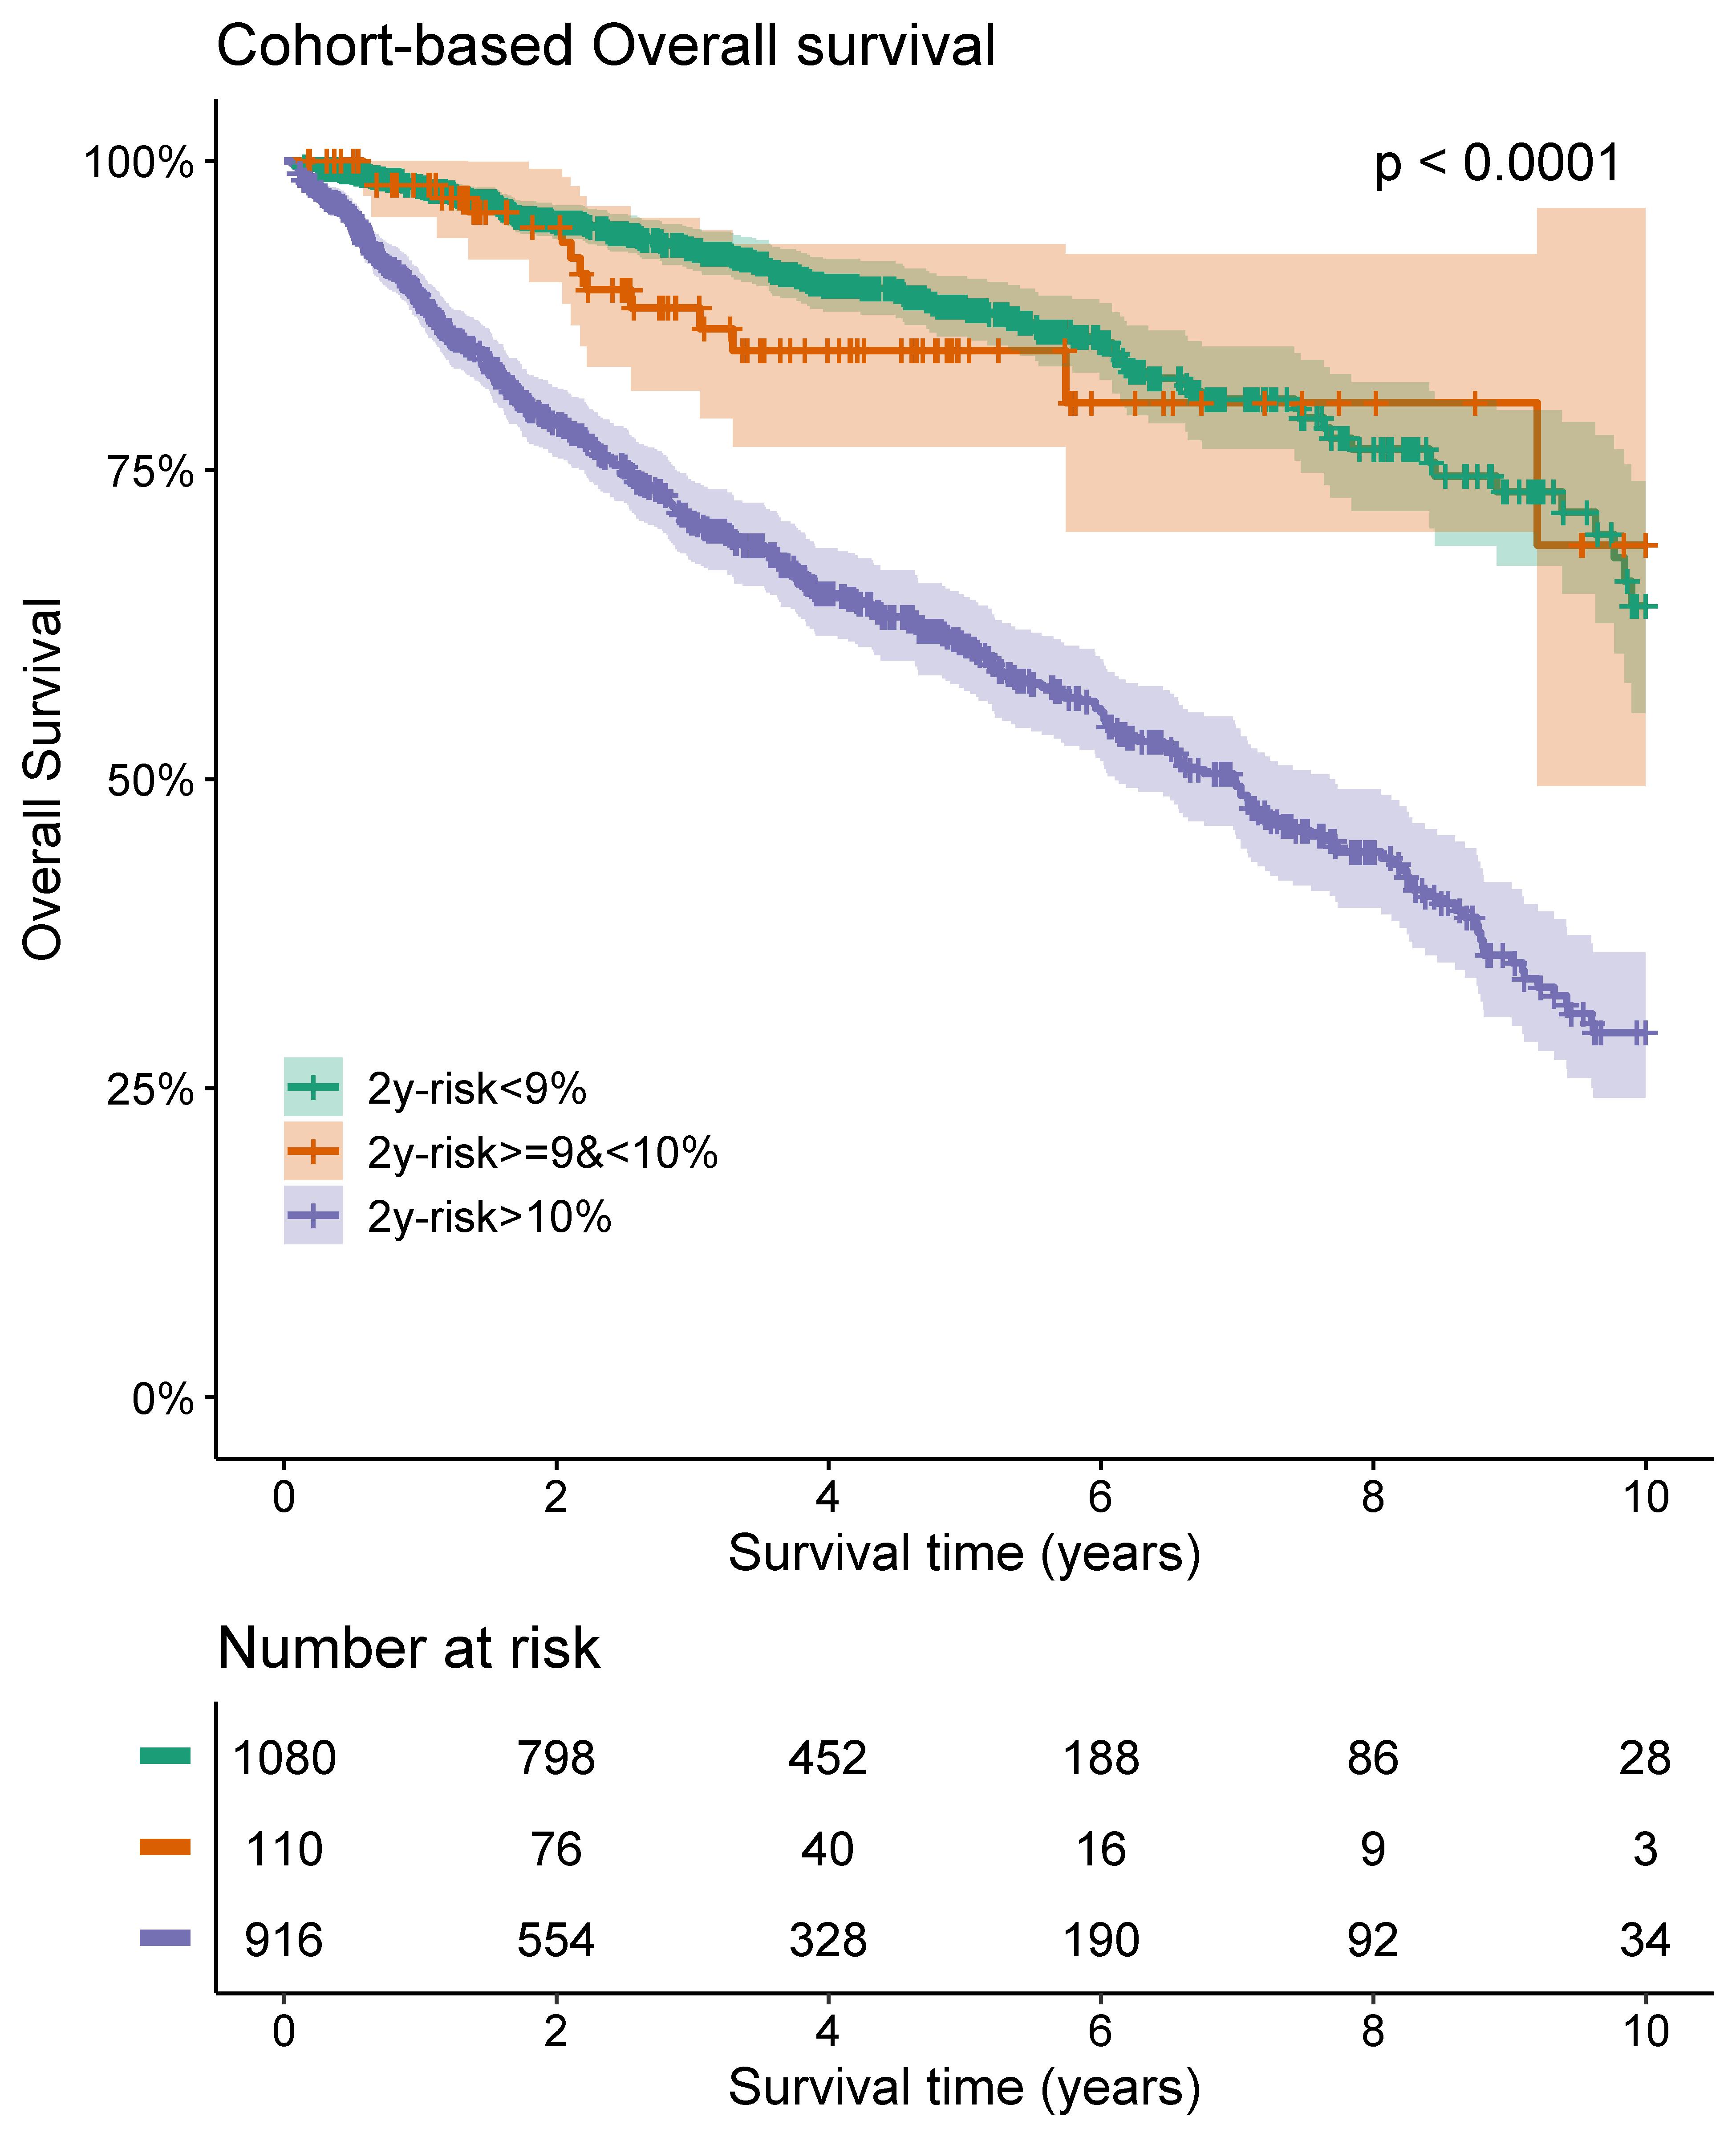 Cohort-based Overall survival
p < 0.0001
100%
75%
50%
25%
0%
Overall Survival
2y-risk<9%
2y-risk>=9&<10%
2y-risk>10%
0 2 4 6 8 10
Survival time (years)
Number at risk
1080 798 452 188 86 28
110 76 40 16 9 3
916 554 328 190 92 34
0 2 4 6 8 10
Survival time (years)